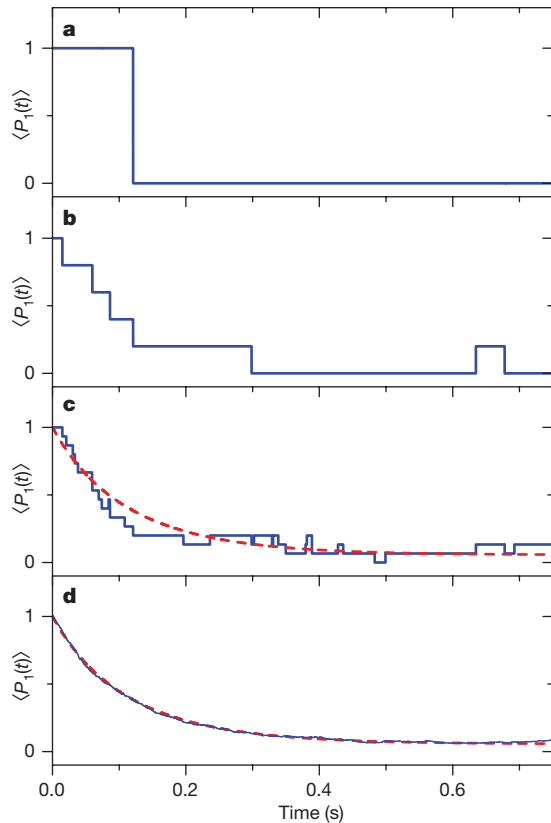 a
1
0
⟨P₁(t)⟩
b
1
0
⟨P₁(t)⟩
c
1
0
⟨P₁(t)⟩
d
1
0
⟨P₁(t)⟩
0.0 0.2 0.4 0.6
Time (s)